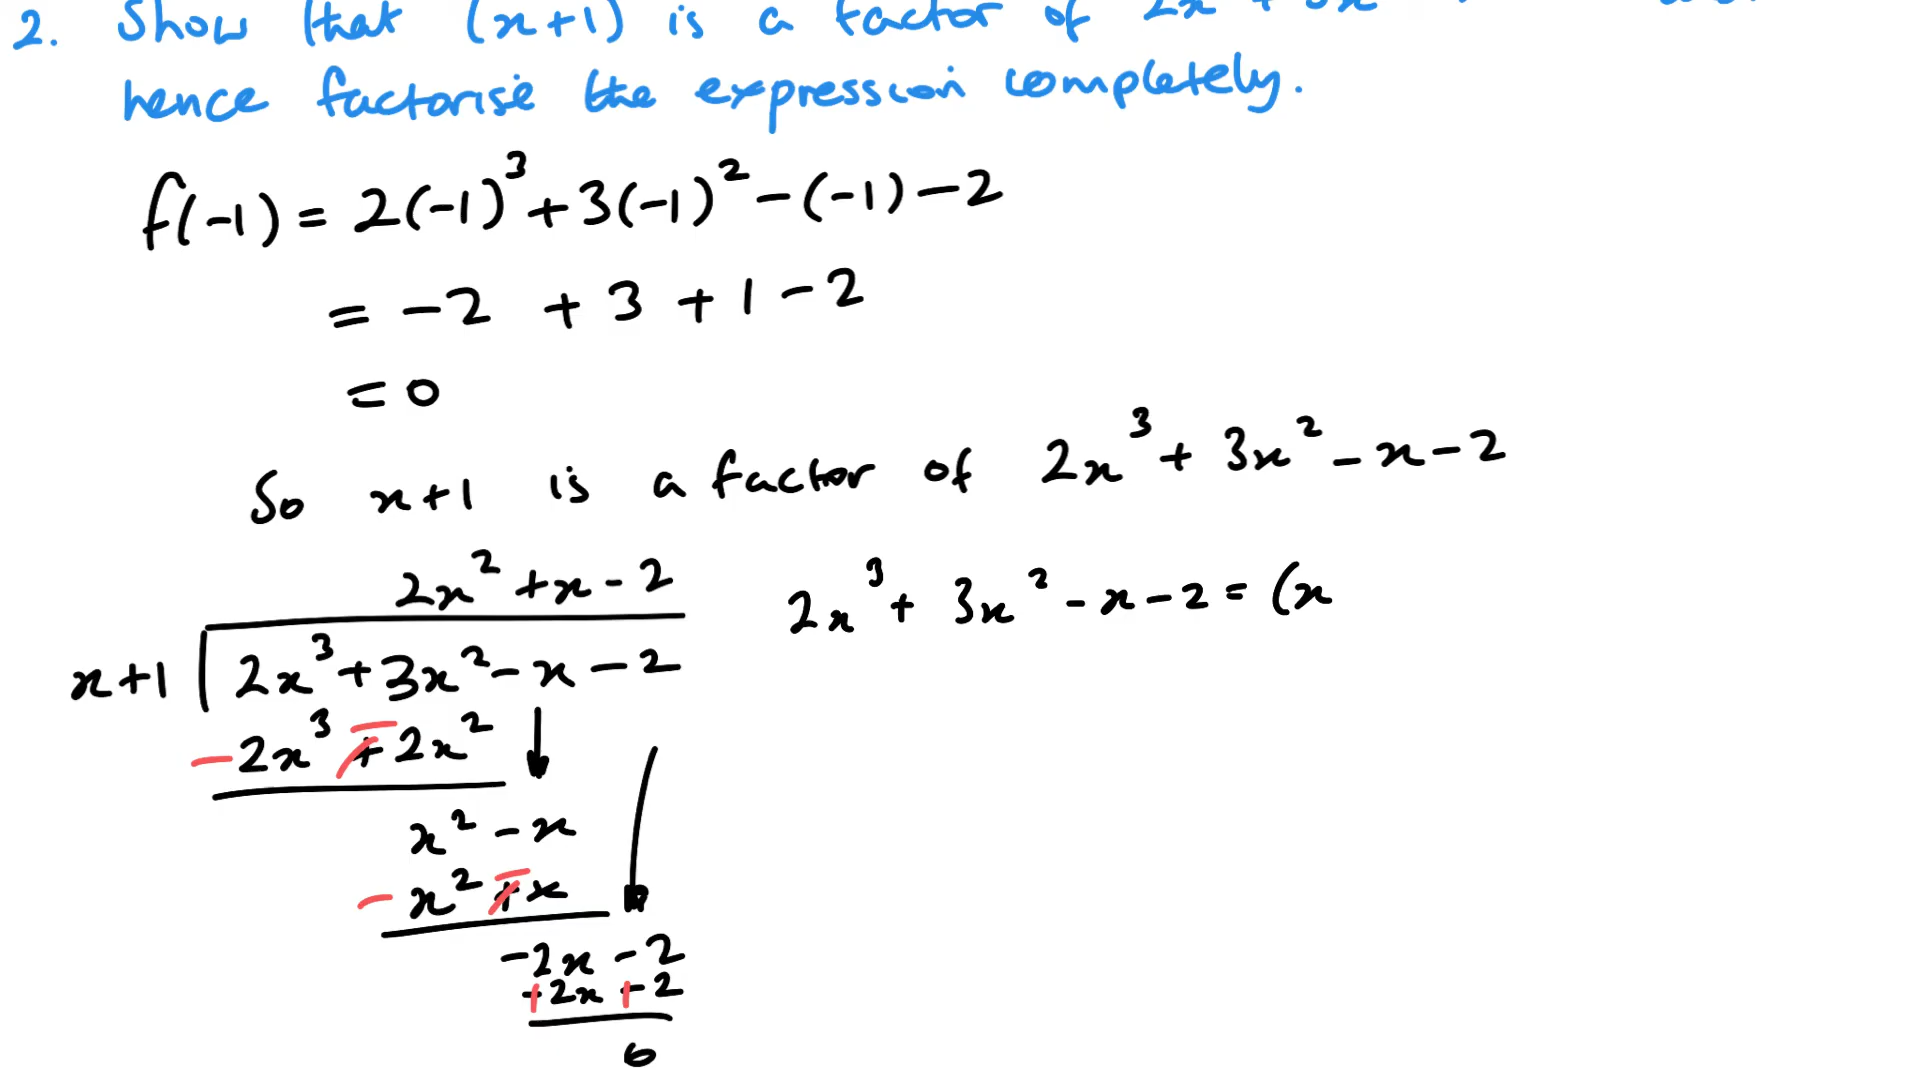 2. Show that (x+1) is a factor of 2x + 3x
hence factorise the expression completely.
f(-1) = 2(-1)³ + 3(-1)² - (-1) - 2
= -2 + 3 + 1 - 2
= 0
So x+1 is a factor of 2x³ + 3x² - x - 2
2x² + x - 2
2x³ + 3x² - x - 2 = (x
x+1 2x³ + 3x² - x - 2
- 2x³ + 2x²
x² - x
- x² + x
-2x - 2
+2x + 2
0